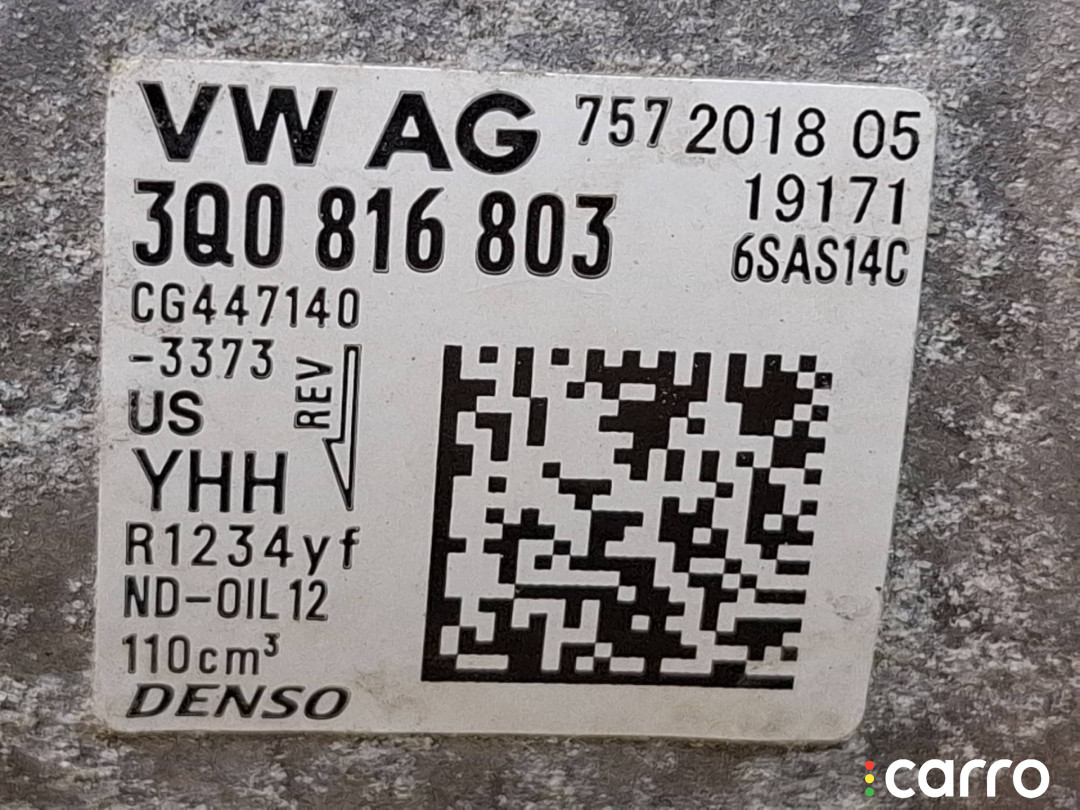 VW AG 757 2018 05
3Q0 816 803 19171
6SAS14C
CG447140
-3373
REV
US
YHH
R1234yf
ND-OIL12
110cm³
DENSO
carro